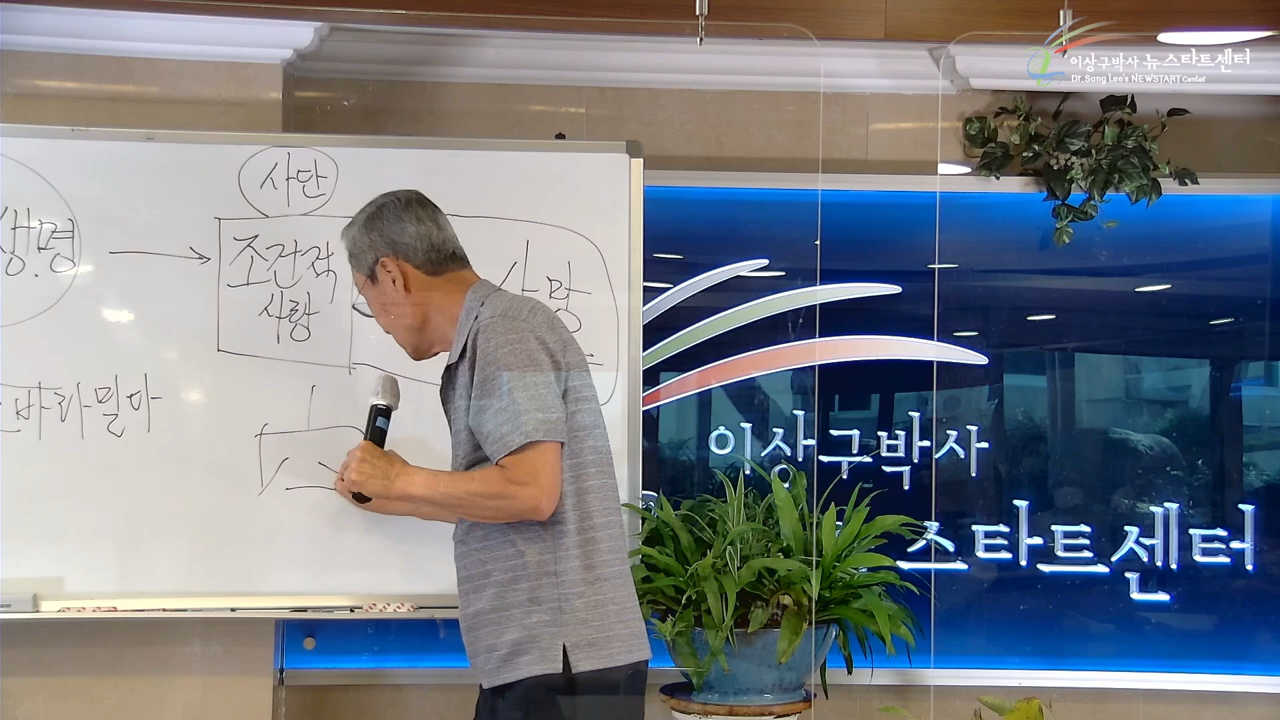 이상구박사 뉴스타트센터
Dr. Sang Lee's NEWSTART Center
사단
생명
조건적
사랑
사망
바라밀다
이상구박사
스타트센터